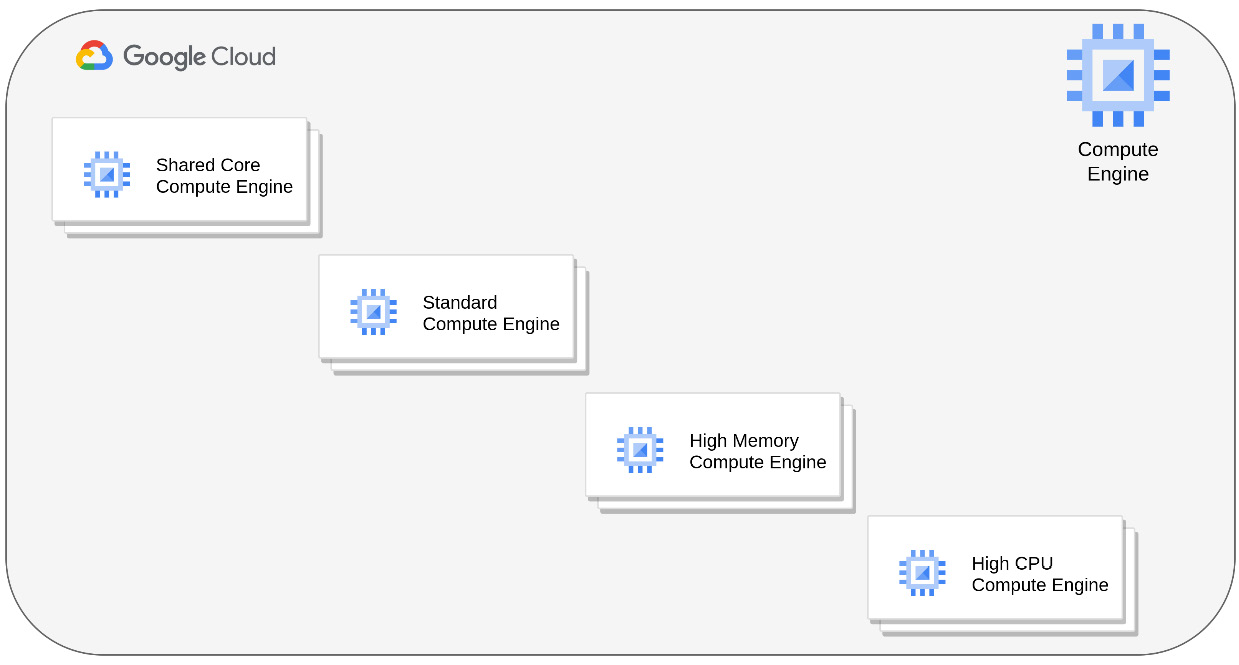 Google Cloud
Compute
Engine
Shared Core
Compute Engine
Standard
Compute Engine
High Memory
Compute Engine
High CPU
Compute Engine